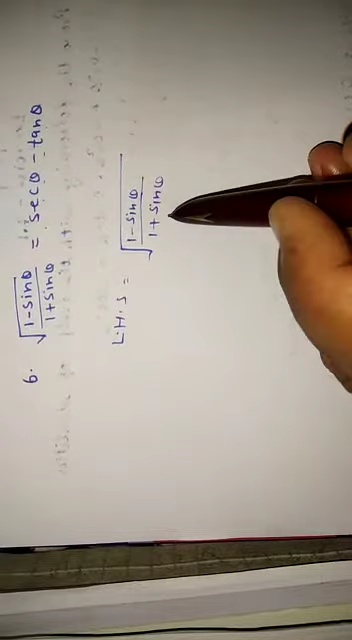 6. √(1-sinθ / 1+sinθ) = secθ - tanθ
L.H.S = √(1-sinθ / 1+sinθ)